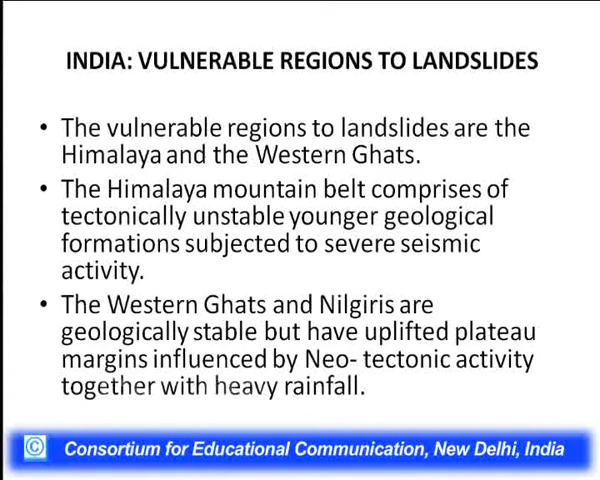 INDIA: VULNERABLE REGIONS TO LANDSLIDES
• The vulnerable regions to landslides are the
Himalaya and the Western Ghats.
• The Himalaya mountain belt comprises of
tectonically unstable younger geological
formations subjected to severe seismic
activity.
• The Western Ghats and Nilgiris are
geologically stable but have uplifted plateau
margins influenced by Neo- tectonic activity
together with heavy rainfall.
© Consortium for Educational Communication, New Delhi, India